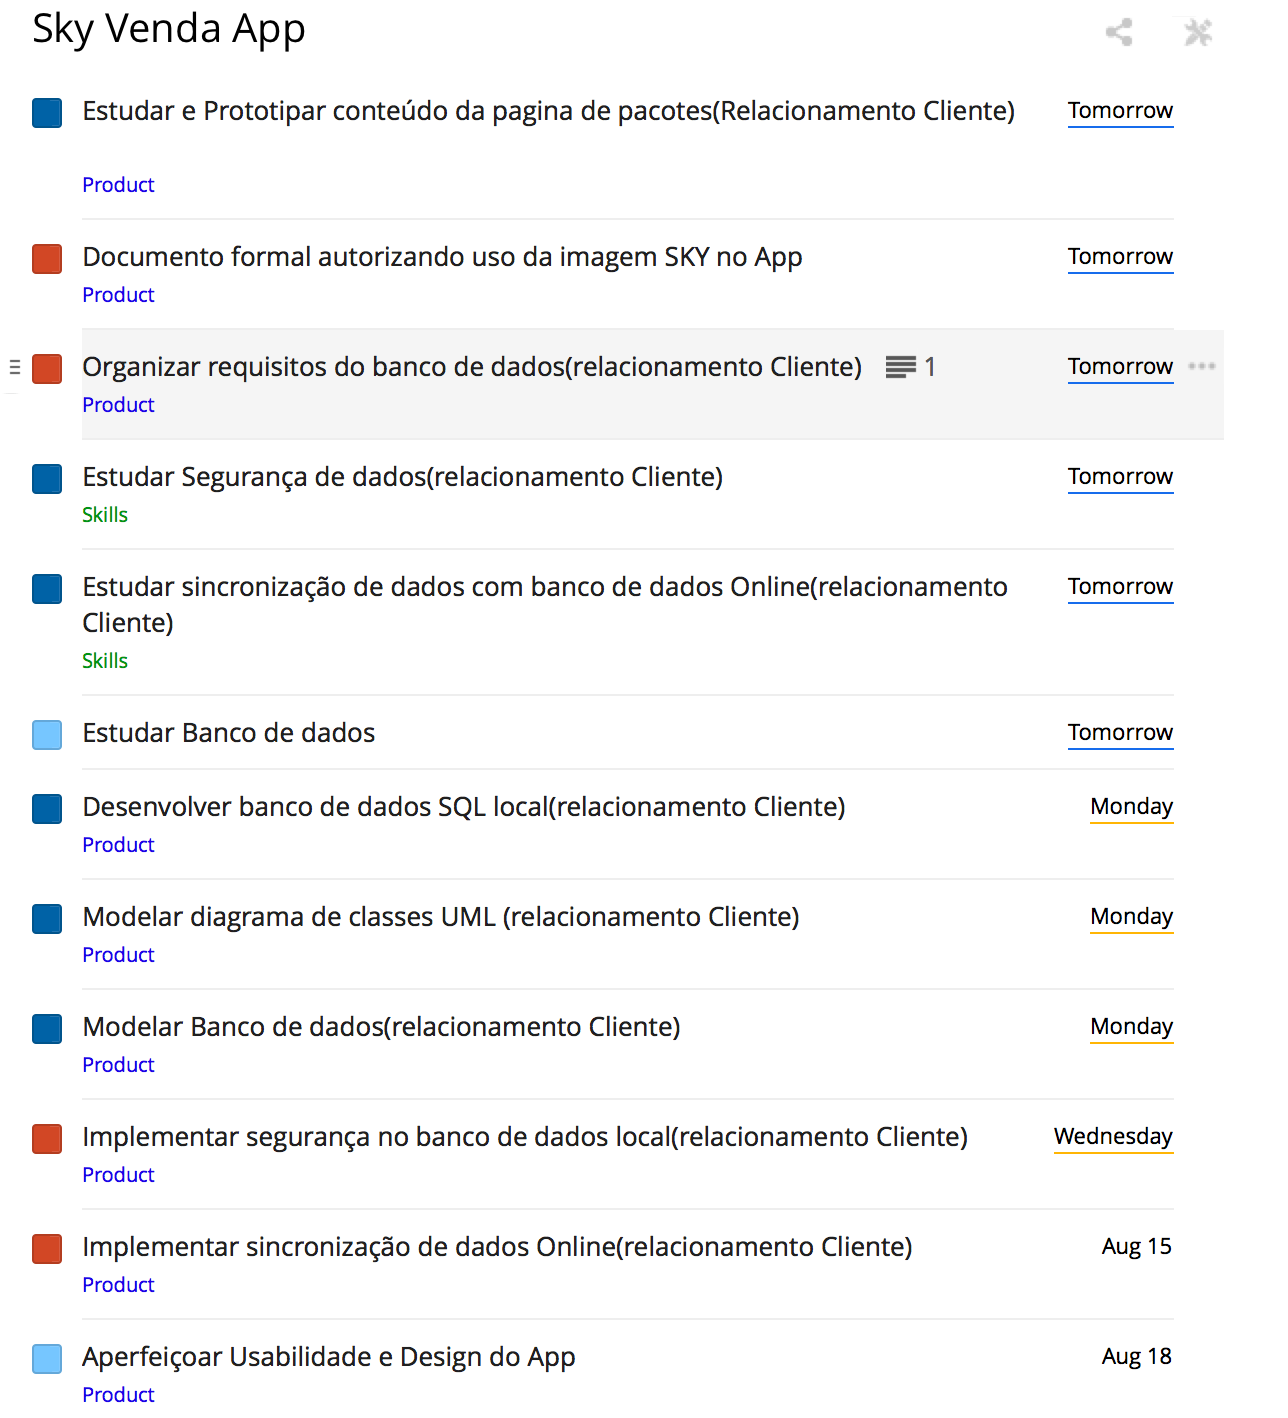 Sky Venda App
Estudar e Prototipar conteúdo da pagina de pacotes(Relacionamento Cliente) Tomorrow
Product
Documento formal autorizando uso da imagem SKY no App Tomorrow
Product
Organizar requisitos do banco de dados(relacionamento Cliente) 1 Tomorrow
Product
Estudar Segurança de dados(relacionamento Cliente) Tomorrow
Skills
Estudar sincronização de dados com banco de dados Online(relacionamento Tomorrow
Cliente)
Skills
Estudar Banco de dados Tomorrow
Desenvolver banco de dados SQL local(relacionamento Cliente) Monday
Product
Modelar diagrama de classes UML (relacionamento Cliente) Monday
Product
Modelar Banco de dados(relacionamento Cliente) Monday
Product
Implementar segurança no banco de dados local(relacionamento Cliente) Wednesday
Product
Implementar sincronização de dados Online(relacionamento Cliente) Aug 15
Product
Aperfeiçoar Usabilidade e Design do App Aug 18
Product